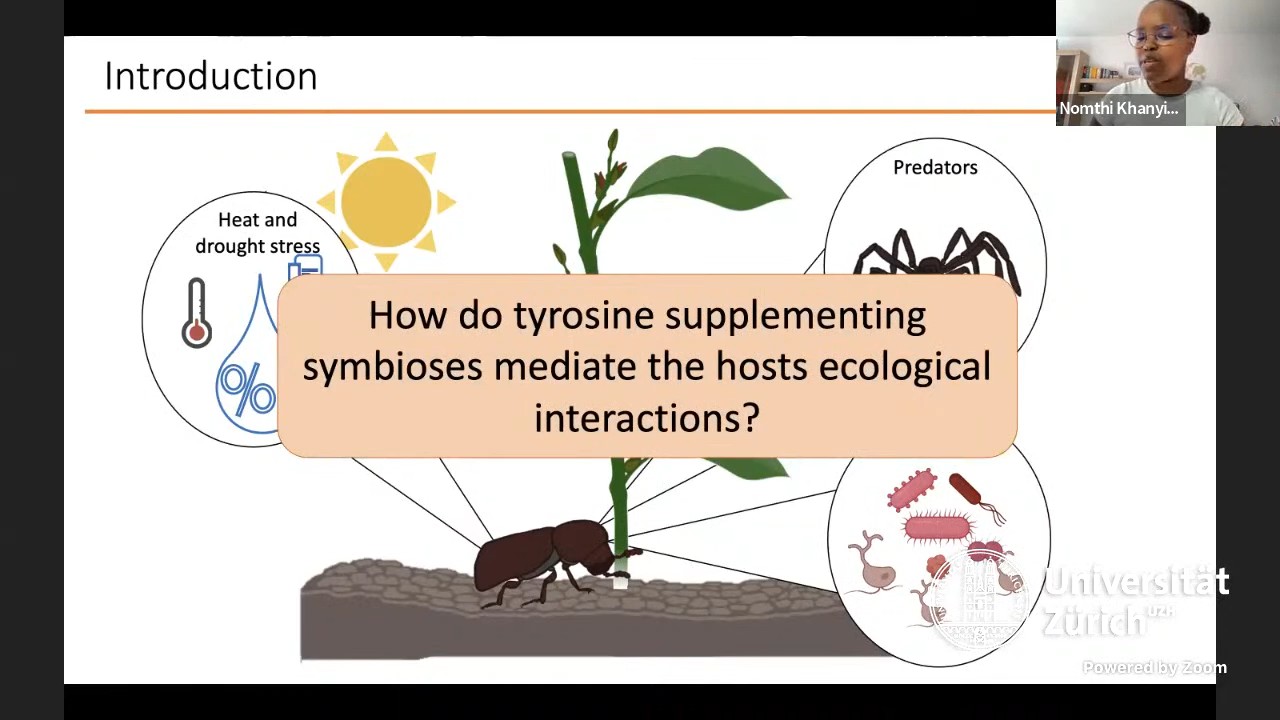 Introduction
Nomthi Khanyi...
Predators
Heat and
drought stress
%
How do tyrosine supplementing
symbioses mediate the hosts ecological
interactions?
Universität
Zürich UZH
Powered by Zoom